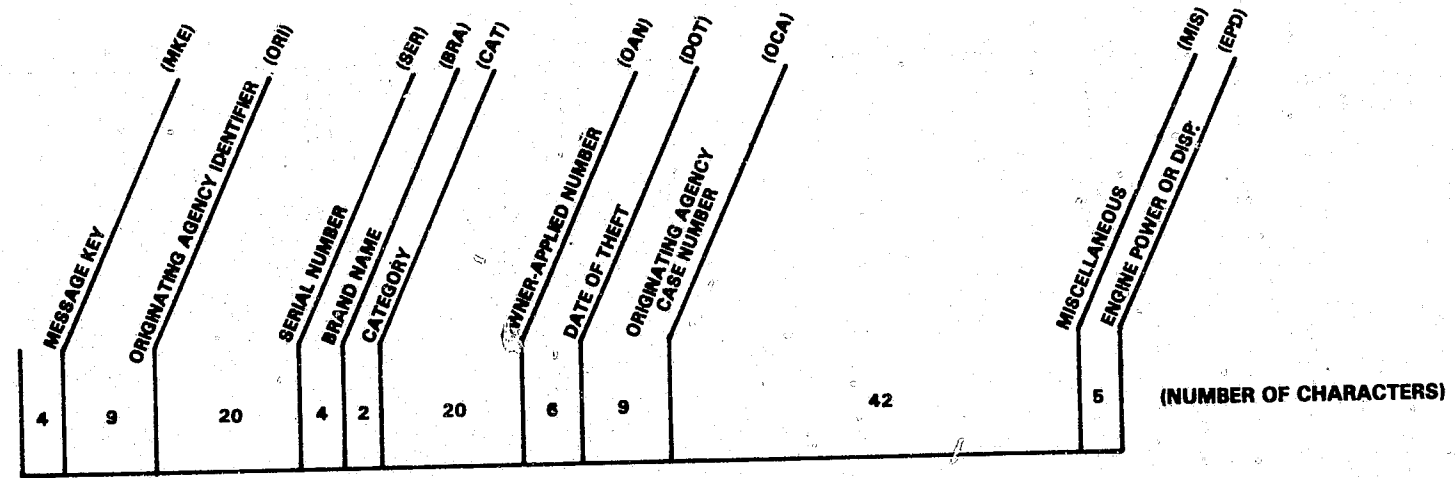 MESSAGE KEY (MKE)
ORIGINATING AGENCY IDENTIFIER (ORI)
SERIAL NUMBER (SER)
BRAND NAME (BRA)
CATEGORY (CAT)
OWNER-APPLIED NUMBER (OAN)
DATE OF THEFT (DOT)
ORIGINATING AGENCY
CASE NUMBER (OCA)
MISCELLANEOUS (MIS)
ENGINE POWER OR DISP. (EPD)
4 9 20 4 2 20 6 9 42 5 (NUMBER OF CHARACTERS)